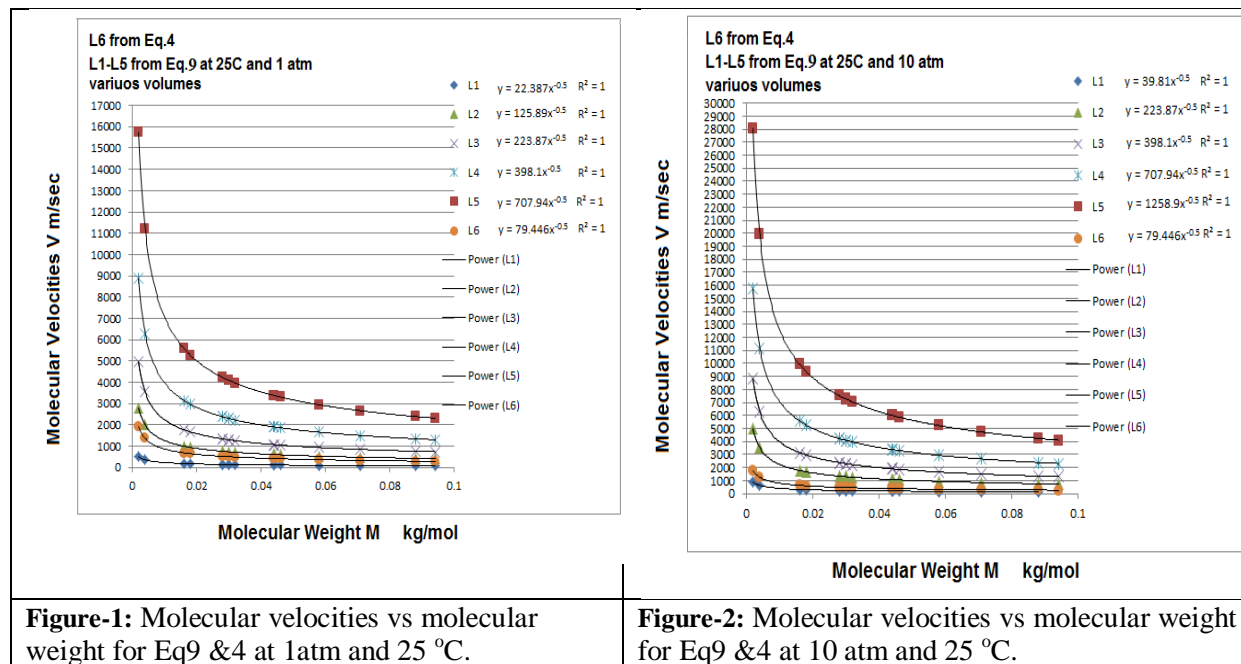 L6 from Eq.4
L1-L5 from Eq.9 at 25C and 1 atm
variuos volumes
L1 y = 22.387x^-0.5 R² = 1
L2 y = 125.89x^-0.5 R² = 1
L3 y = 223.87x^-0.5 R² = 1
L4 y = 398.1x^-0.5 R² = 1
L5 y = 707.94x^-0.5 R² = 1
L6 y = 79.446x^-0.5 R² = 1
Power (L1)
Power (L2)
Power (L3)
Power (L4)
Power (L5)
Power (L6)
17000
16000
15000
14000
13000
12000
11000
10000
9000
8000
7000
6000
5000
4000
3000
2000
1000
0
Molecular Velocities V m/sec
0 0.02 0.04 0.06 0.08 0.1
Molecular Weight M kg/mol
Figure-1: Molecular velocities vs molecular
weight for Eq9 &4 at 1atm and 25 °C.
L6 from Eq.4
L1-L5 from Eq.9 at 25C and 10 atm
variuos volumes
L1 y = 39.81x^-0.5 R² = 1
L2 y = 223.87x^-0.5 R² = 1
L3 y = 398.1x^-0.5 R² = 1
L4 y = 707.94x^-0.5 R² = 1
L5 y = 1258.9x^-0.5 R² = 1
L6 y = 79.446x^-0.5 R² = 1
Power (L1)
Power (L2)
Power (L3)
Power (L4)
Power (L5)
Power (L6)
30000
29000
28000
27000
26000
25000
24000
23000
22000
21000
20000
19000
18000
17000
16000
15000
14000
13000
12000
11000
10000
9000
8000
7000
6000
5000
4000
3000
2000
1000
0
Molecular Velocities V m/sec
0 0.02 0.04 0.06 0.08 0.1
Molecular Weight M kg/mol
Figure-2: Molecular velocities vs molecular weight
for Eq9 &4 at 10 atm and 25 °C.